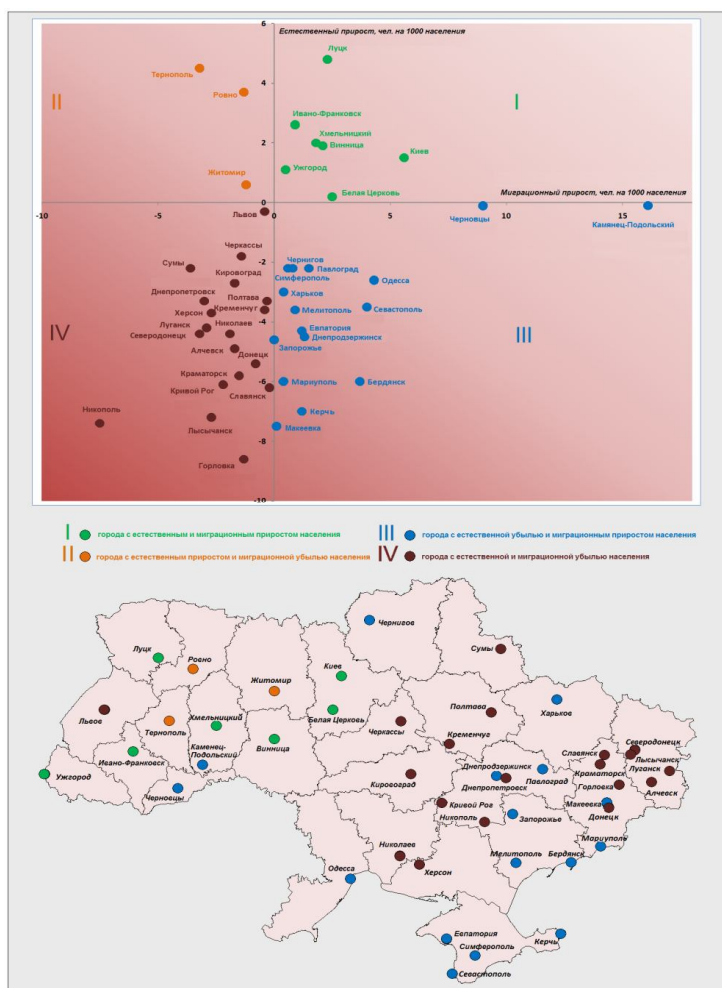 6
Естественный прирост, чел. на 1000 населения
Луцк
Тернополь
4
Ровно
II
I
Ивано-Франковск
Хмельницкий
2
Винница
Киев
Ужгород
Житомир
Белая Церковь
Миграционный прирост, чел. на 1000 населения
-10
-5
0
5
10
15
Львов
Черновцы
Камянец-Подольский
Черкассы
Сумы
-2
Чернигов
Павлоград
Кировоград
Симферополь
Одесса
Днепропетровск
Полтава
Харьков
Херсон
Кременчуг
Мелитополь
Севастополь
-4
IV
Луганск
Николаев
Евпатория
III
Северодонецк
Днепродзержинск
Запорожье
Алчевск
Донецк
Краматорск
-6
Мариуполь
Бердянск
Кривой Рог
Славянск
Никополь
Керчь
Лысычанск
Макеевка
-8
Горловка
-10
I города с естественным и миграционным приростом населения
III города с естественной убылью и миграционным приростом населения
II города с естественным приростом и миграционной убылью населения
IV города с естественной и миграционной убылью населения
Чернигов
Луцк
Сумы
Ровно
Киев
Житомир
Львов
Хмельницкий
Белая Церковь
Полтава
Харьков
Тернополь
Черкассы
Кременчуг
Северодонецк
Ивано-Франковск
Каменец-
Подольский
Винница
Славянск
Лысычанск
Ужгород
Днепродзержинск
Краматорск
Луганск
Черновцы
Кировоград
Днепропетровск
Павлоград
Горловка
Алчевск
Кривой Рог
Макеевка
Никополь
Запорожье
Донецк
Мариуполь
Николаев
Мелитополь
Бердянск
Одесса
Херсон
Евпатория
Симферополь
Керчь
Севастополь